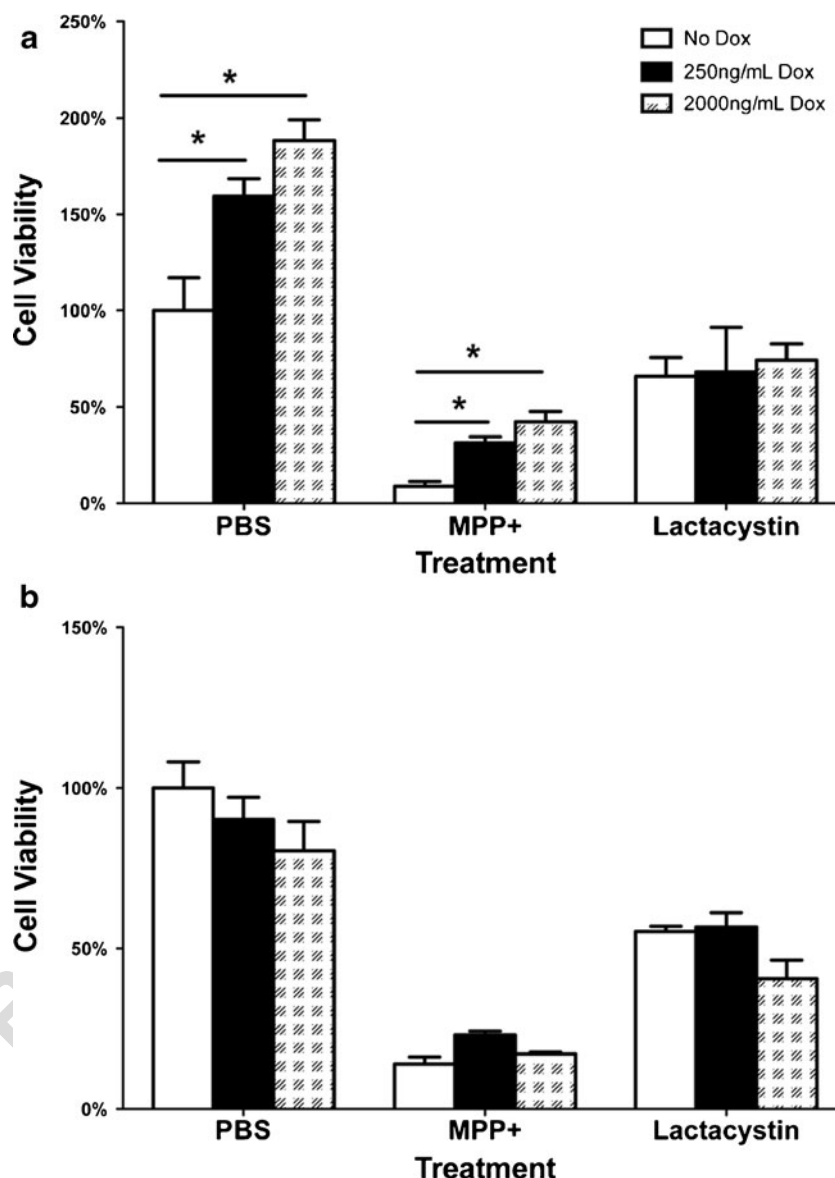 a
250%
200%
150%
100%
50%
0%
Cell Viability
No Dox
250ng/mL Dox
2000ng/mL Dox
*
*
*
*
PBS
MPP+
Lactacystin
Treatment
b
150%
100%
50%
0%
Cell Viability
PBS
MPP+
Lactacystin
Treatment